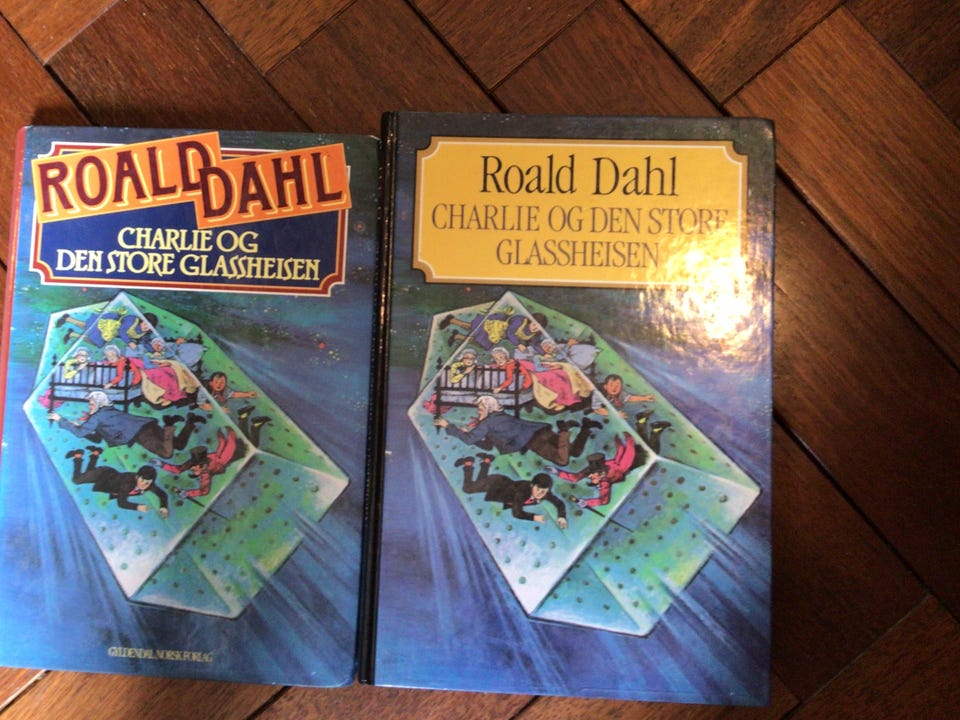 ROALD DAHL
CHARLIE OG
DEN STORE GLASSHEISEN
GYLDENDAL NORSK FORLAG
Roald Dahl
CHARLIE OG DEN STORE
GLASSHEISEN